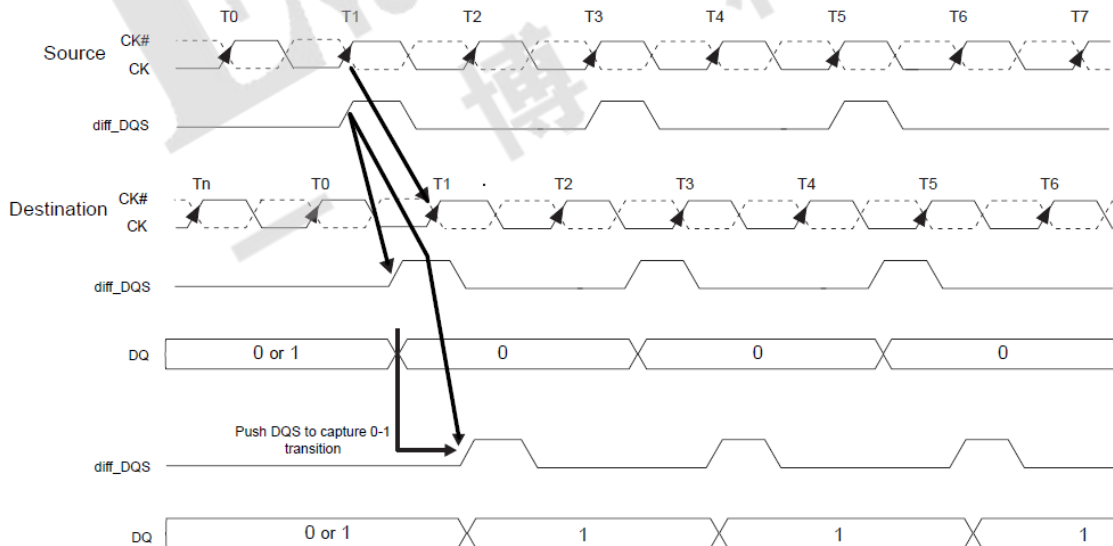 T0 T1 T2 T3 T4 T5 T6 T7
Source
CK#
CK
diff_DQS
Tn T0 T1 T2 T3 T4 T5 T6
Destination
CK#
CK
diff_DQS
DQ
0 or 1 0 0 0
Push DQS to capture 0-1
transition
diff_DQS
DQ
0 or 1 1 1 1
博